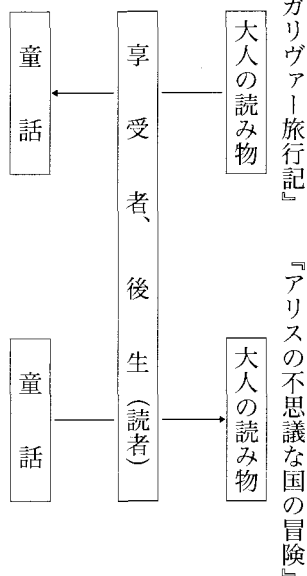 『ガリヴァー旅行記』
『アリスの不思議な国の冒険』
大人の読み物
大人の読み物
享受者、後生(読者)
童話
童話